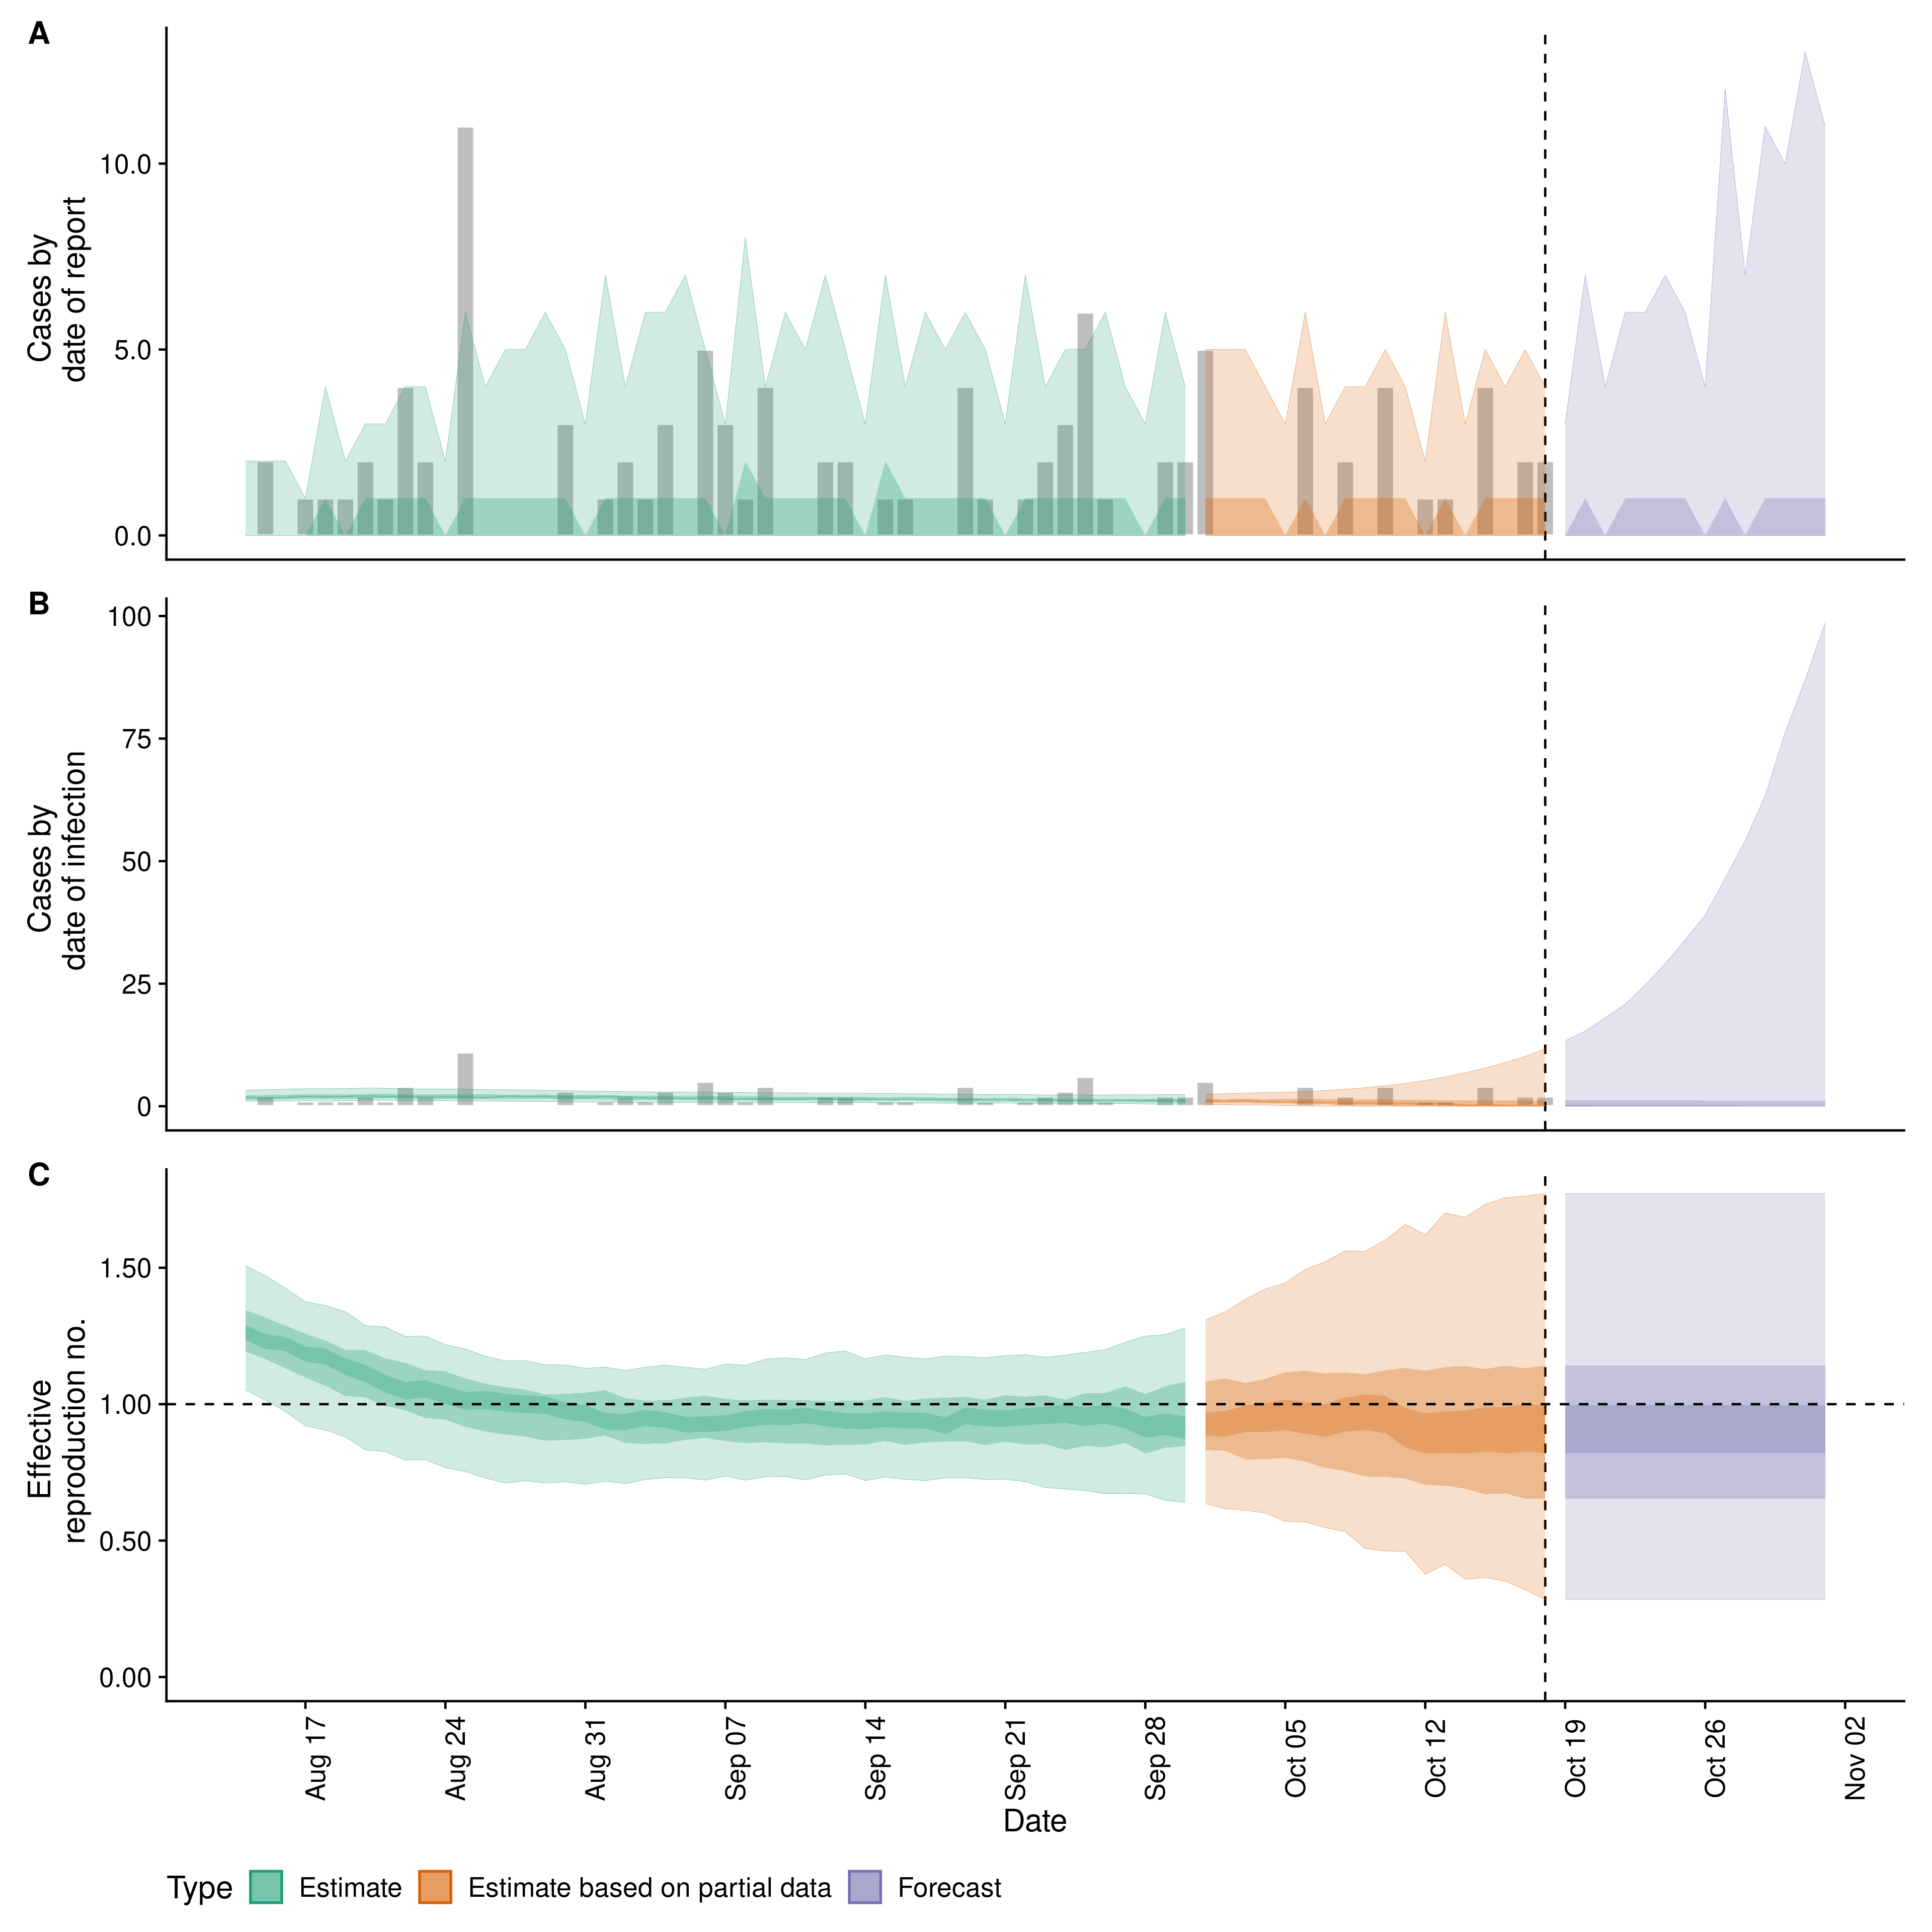 A
Cases by
date of report
10.0
5.0
0.0
B
Cases by
date of infection
100
75
50
25
0
C
Effective
reproduction no.
1.50
1.00
0.50
0.00
Aug 17
Aug 24
Aug 31
Sep 07
Sep 14
Sep 21
Sep 28
Oct 05
Oct 12
Oct 19
Oct 26
Nov 02
Date
Type Estimate Estimate based on partial data Forecast